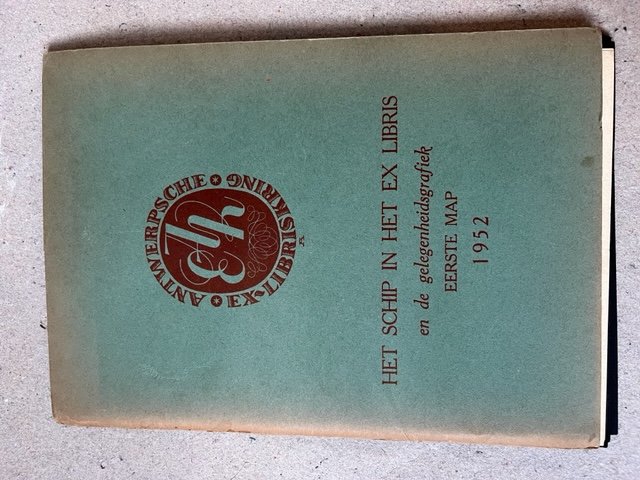 ANTWERPSCHE EX-LIBRISKRING
HET SCHIP IN HET EX LIBRIS
en de gelegenheidsgrafiek
EERSTE MAP
1952